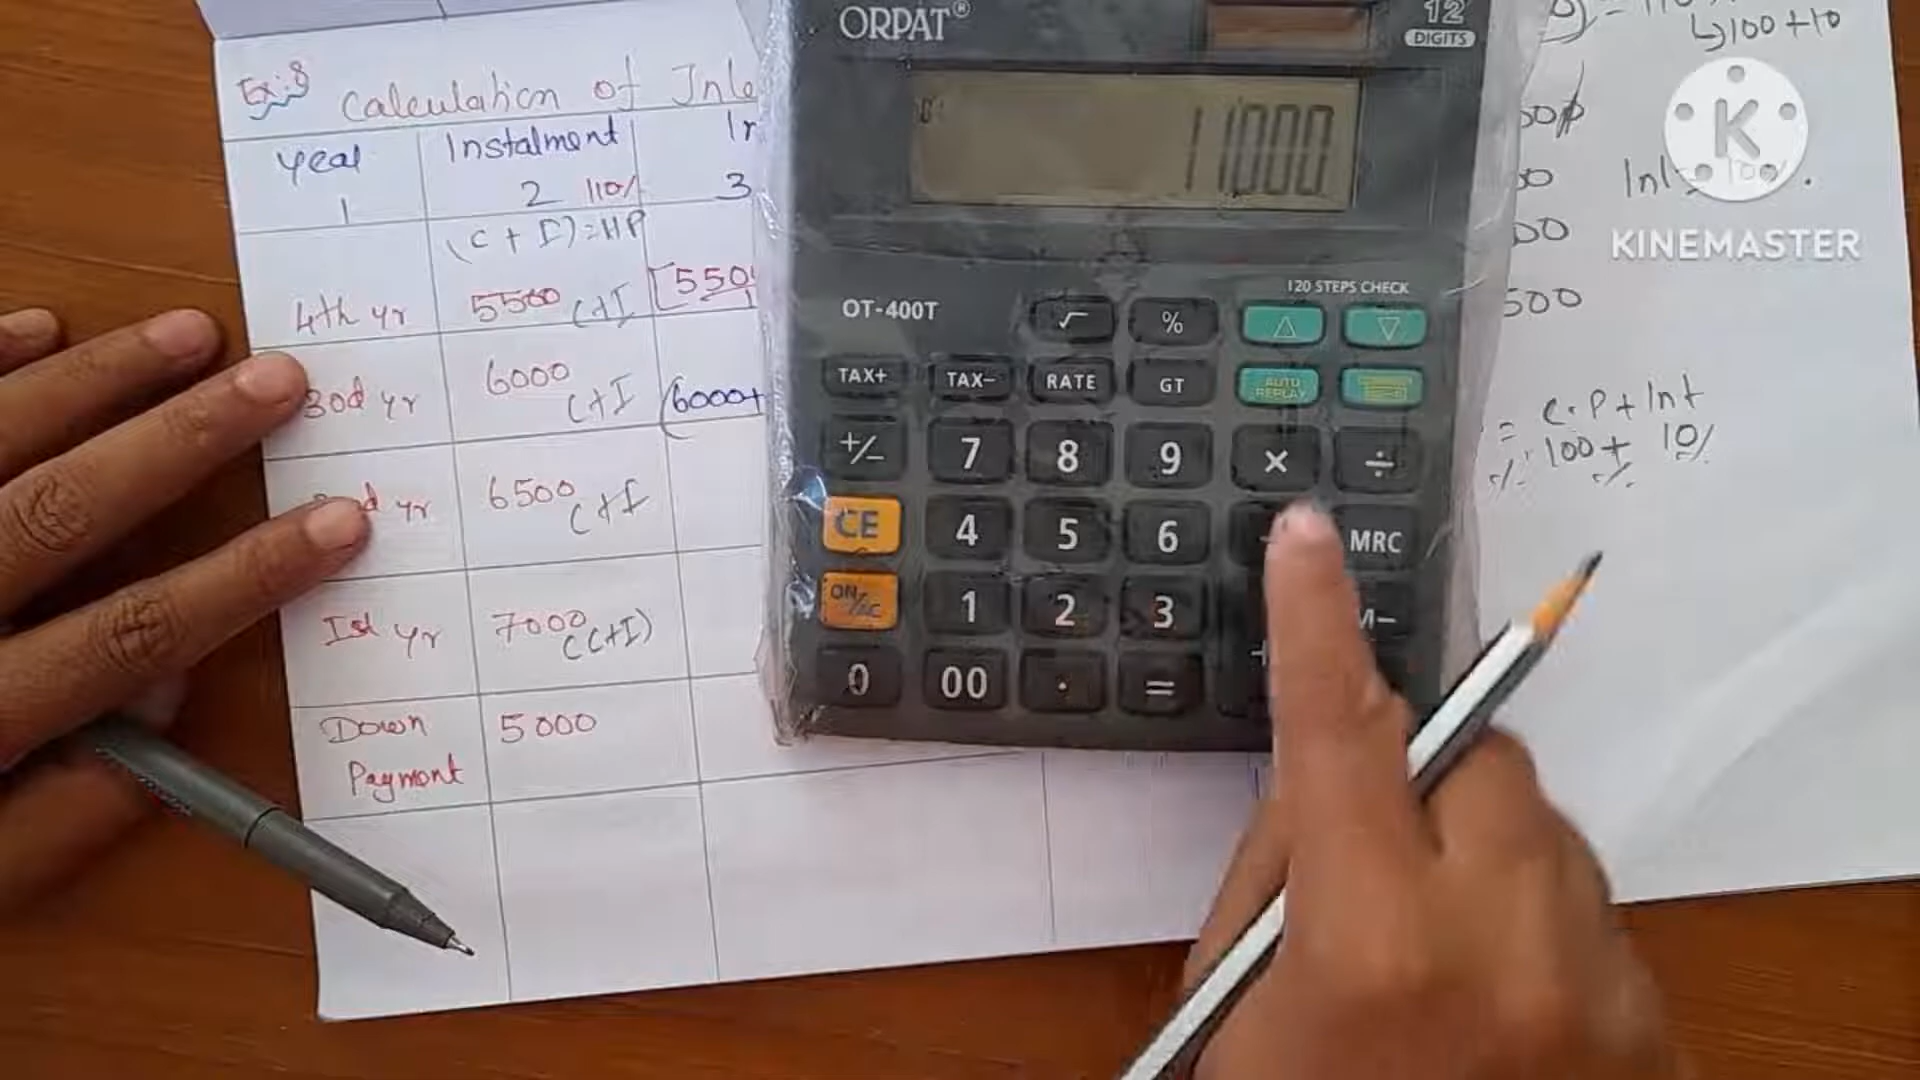 Ex:8 Calculation of Inte
year Instalment In
1 2 110% 3
(C + I) = HP
4th yr 5500 C+I [550
3rd yr 6000 C+I (6000+
yr 6500 C+I
Ist yr 7000 (C+I)
Down 5000
Payment
ORPAT®
12
DIGITS
11000
120 STEPS CHECK
OT-400T √ % △ ▽
TAX+ TAX- RATE GT AUTO REPLAY
+/- 7 8 9 × ÷
CE 4 5 6 - MRC
ON/AC 1 2 3 M-
0 00 . = +
↳100+10
500
= C.P + Int
= 100 + 10%
% %
K
KINEMASTER